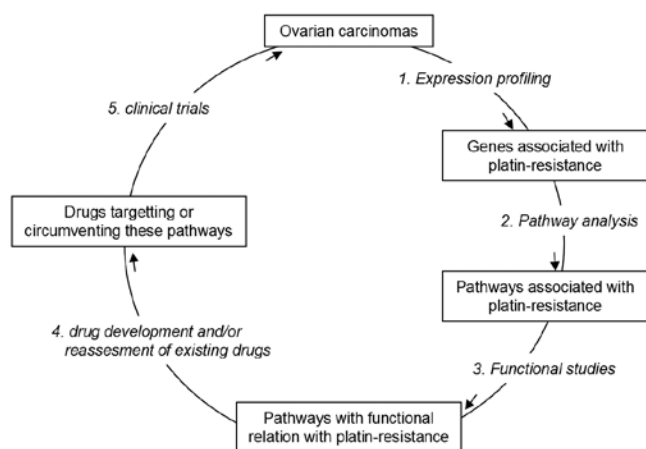 Ovarian carcinomas
1. Expression profiling
Genes associated with
platin-resistance
2. Pathway analysis
Pathways associated with
platin-resistance
3. Functional studies
Pathways with functional
relation with platin-resistance
4. drug development and/or
reassesment of existing drugs
Drugs targetting or
circumventing these pathways
5. clinical trials